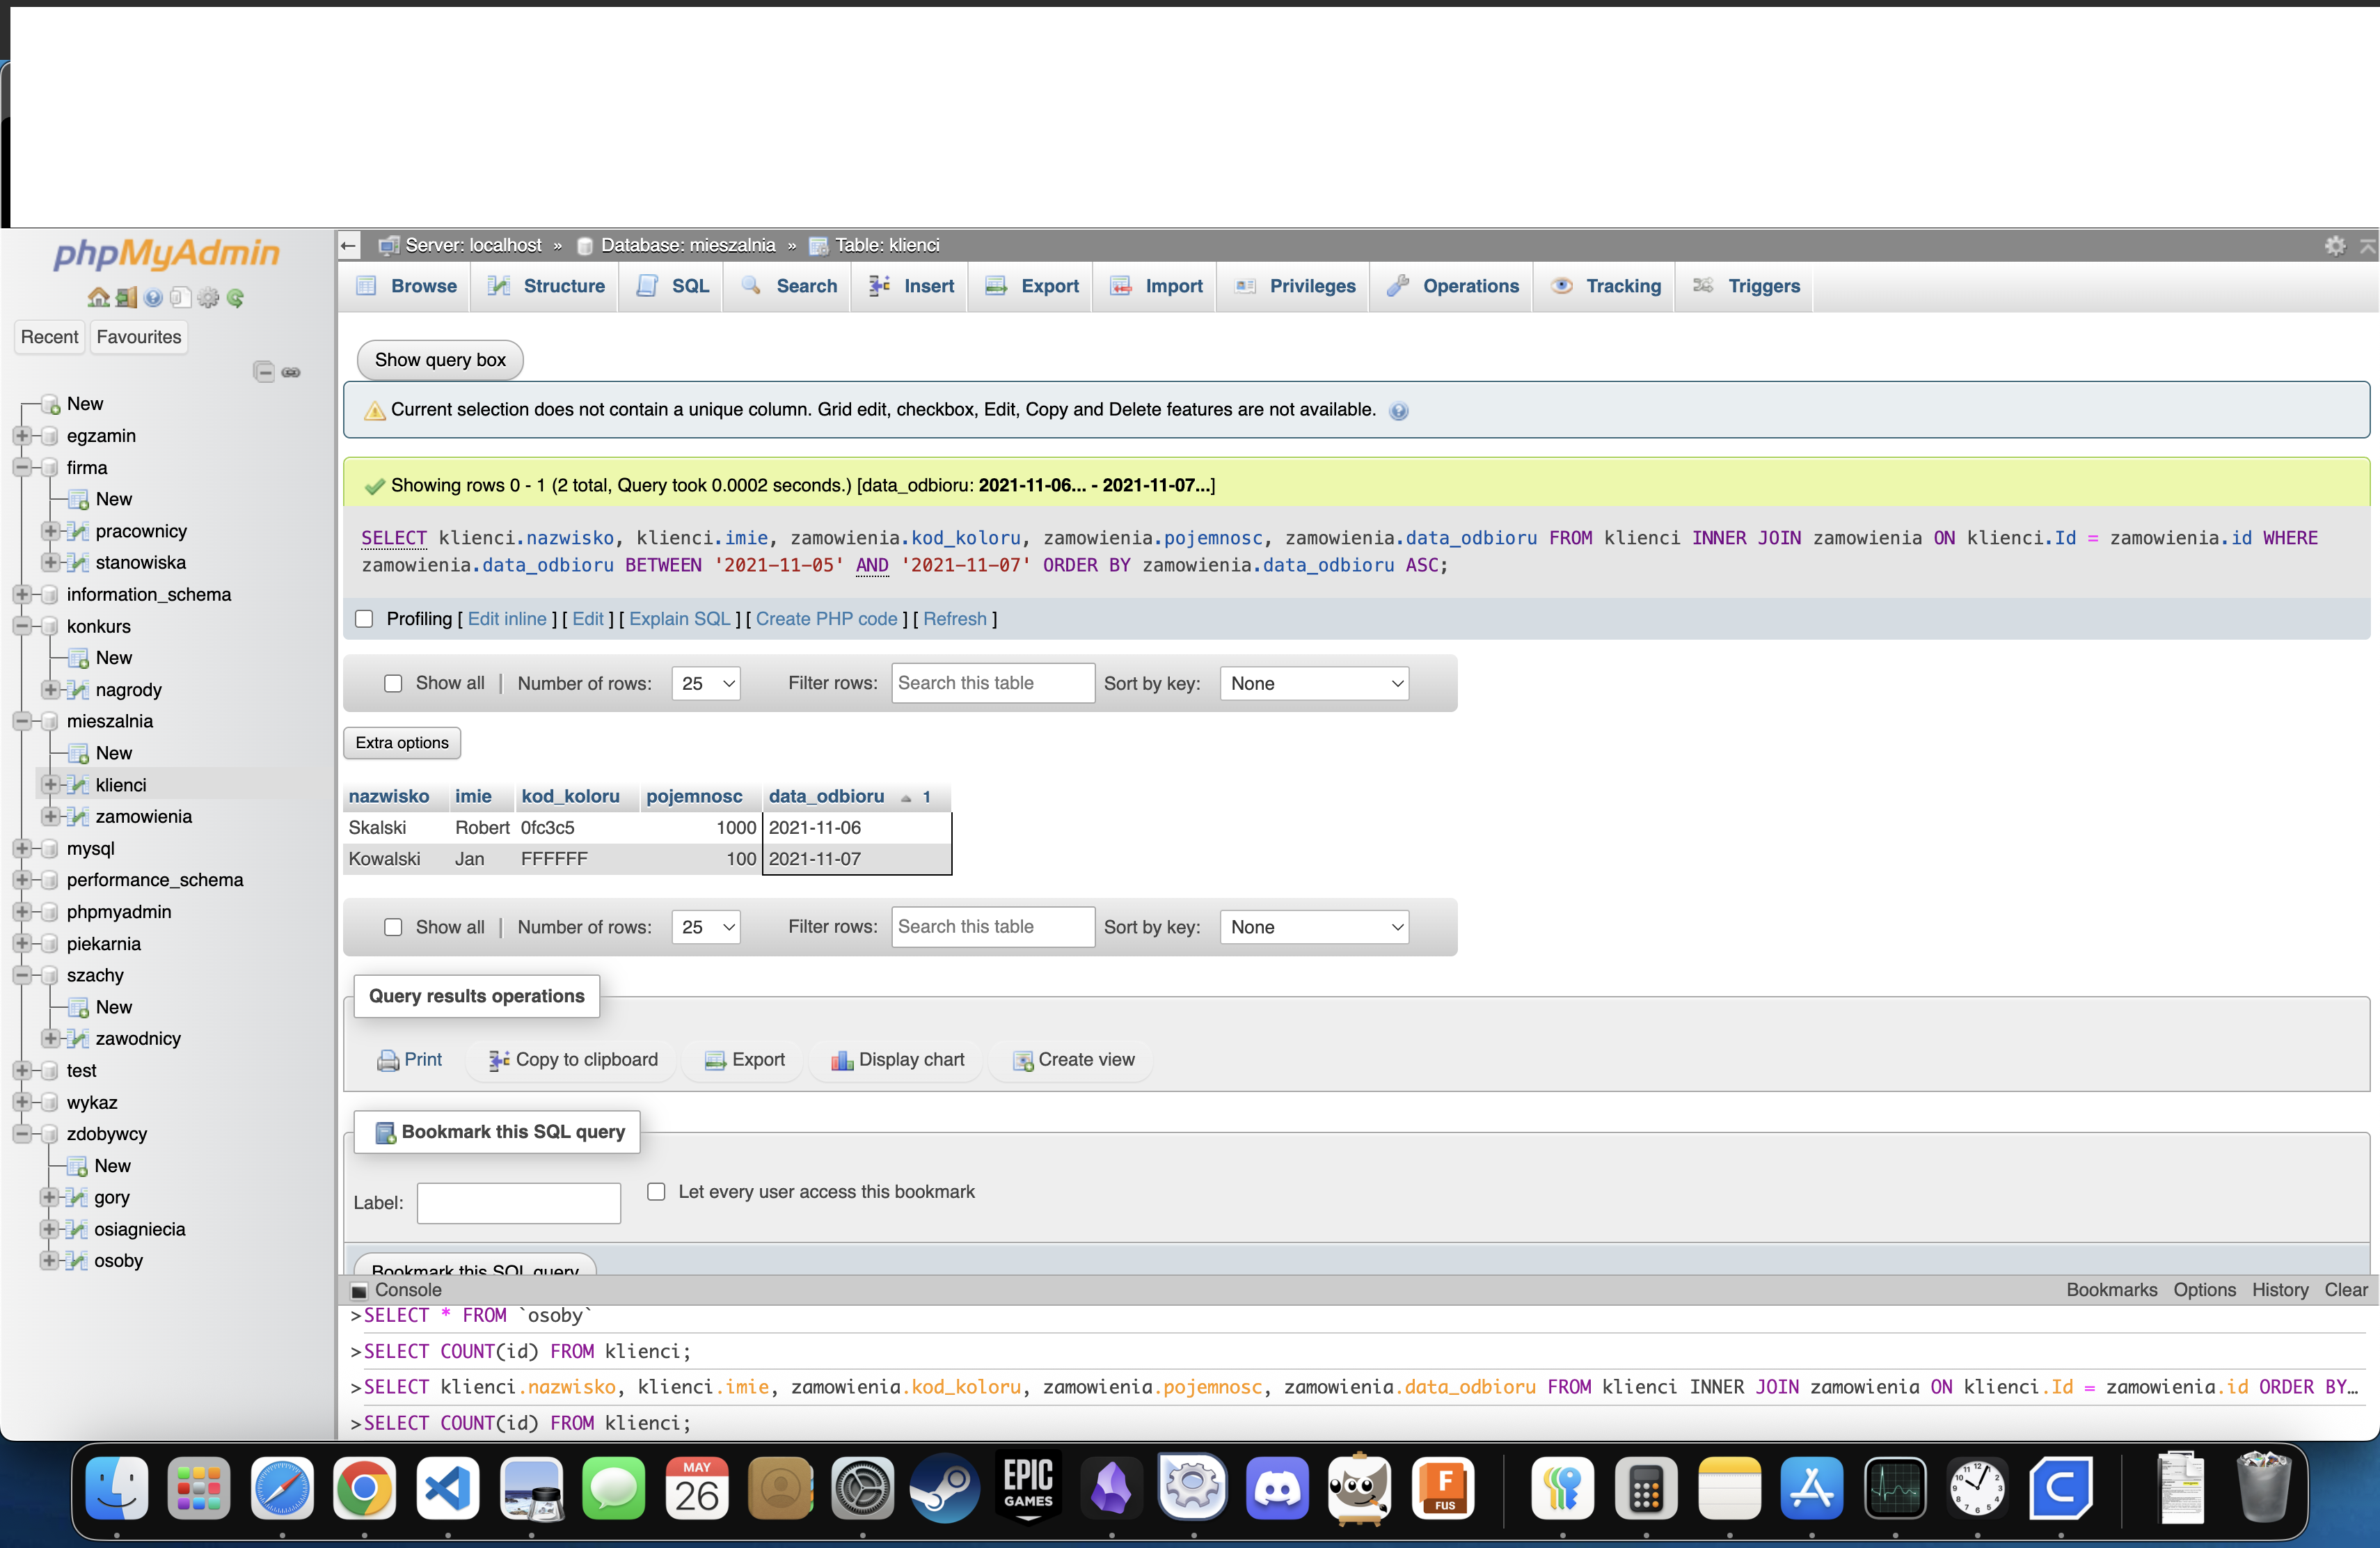 phpMyAdmin
Recent Favourites
New
egzamin
firma
New
pracownicy
stanowiska
information_schema
konkurs
New
nagrody
mieszalnia
New
klienci
zamowienia
mysql
performance_schema
phpmyadmin
piekarnia
szachy
New
zawodnicy
test
wykaz
zdobywcy
New
gory
osiagniecia
osoby
Server: localhost » Database: mieszalnia » Table: klienci
Browse Structure SQL Search Insert Export Import Privileges Operations Tracking Triggers
Show query box
Current selection does not contain a unique column. Grid edit, checkbox, Edit, Copy and Delete features are not available.
Showing rows 0 - 1 (2 total, Query took 0.0002 seconds.) [data_odbioru: 2021-11-06... - 2021-11-07...]
SELECT klienci.nazwisko, klienci.imie, zamowienia.kod_koloru, zamowienia.pojemnosc, zamowienia.data_odbioru FROM klienci INNER JOIN zamowienia ON klienci.Id = zamowienia.id WHERE
zamowienia.data_odbioru BETWEEN '2021-11-05' AND '2021-11-07' ORDER BY zamowienia.data_odbioru ASC;
Profiling [ Edit inline ] [ Edit ] [ Explain SQL ] [ Create PHP code ] [ Refresh ]
Show all | Number of rows: 25 Filter rows: Search this table Sort by key: None
Extra options
nazwisko imie kod_koloru pojemnosc data_odbioru 1
Skalski Robert 0fc3c5 1000 2021-11-06
Kowalski Jan FFFFFF 100 2021-11-07
Show all | Number of rows: 25 Filter rows: Search this table Sort by key: None
Query results operations
Print Copy to clipboard Export Display chart Create view
Bookmark this SQL query
Label: Let every user access this bookmark
Bookmark this SQL query
Console Bookmarks Options History Clear
>SELECT * FROM `osoby`
>SELECT COUNT(id) FROM klienci;
>SELECT klienci.nazwisko, klienci.imie, zamowienia.kod_koloru, zamowienia.pojemnosc, zamowienia.data_odbioru FROM klienci INNER JOIN zamowienia ON klienci.Id = zamowienia.id ORDER BY…
>SELECT COUNT(id) FROM klienci;
MAY
26
EPIC
GAMES
F
FUS